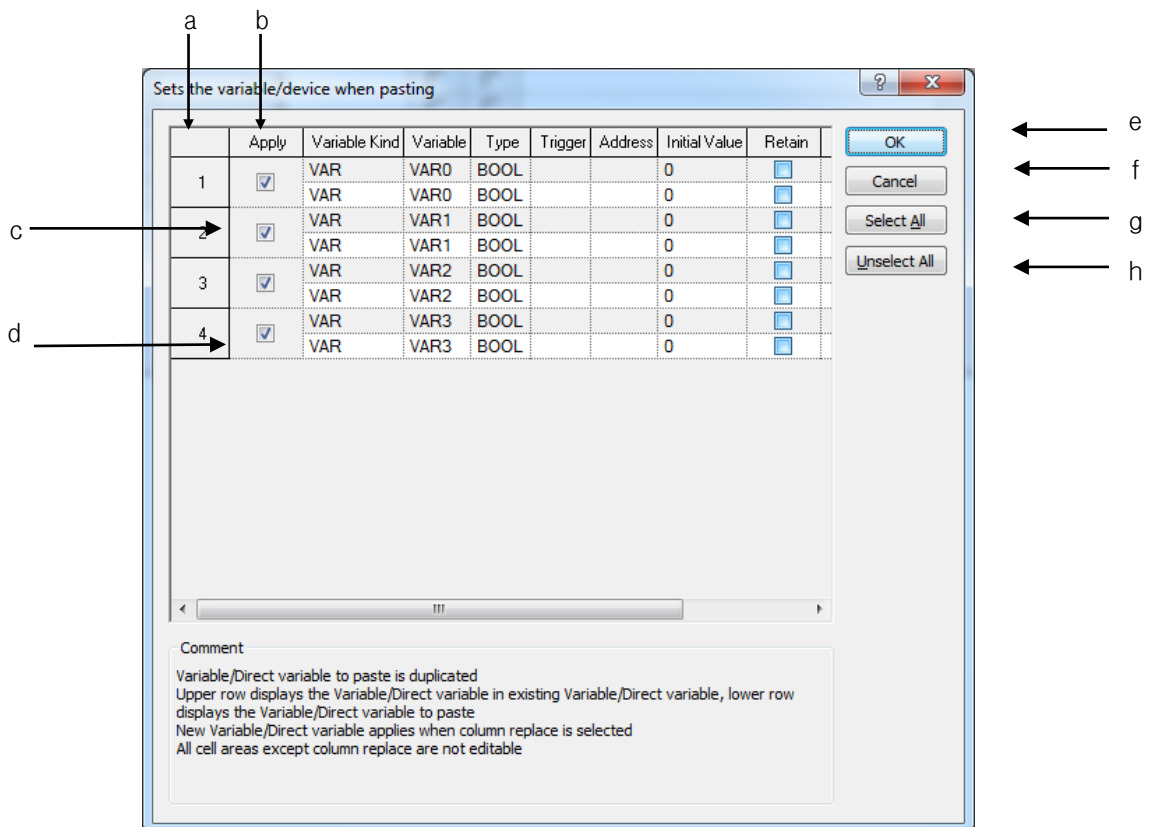 a b
Sets the variable/device when pasting
Apply Variable Kind Variable Type Trigger Address Initial Value Retain
1 VAR VAR0 BOOL 0
VAR VAR0 BOOL 0
2 VAR VAR1 BOOL 0
VAR VAR1 BOOL 0
3 VAR VAR2 BOOL 0
VAR VAR2 BOOL 0
4 VAR VAR3 BOOL 0
VAR VAR3 BOOL 0
c
d
OK
Cancel
Select All
Unselect All
e
f
g
h
Comment
Variable/Direct variable to paste is duplicated
Upper row displays the Variable/Direct variable in existing Variable/Direct variable, lower row
displays the Variable/Direct variable to paste
New Variable/Direct variable applies when column replace is selected
All cell areas except column replace are not editable